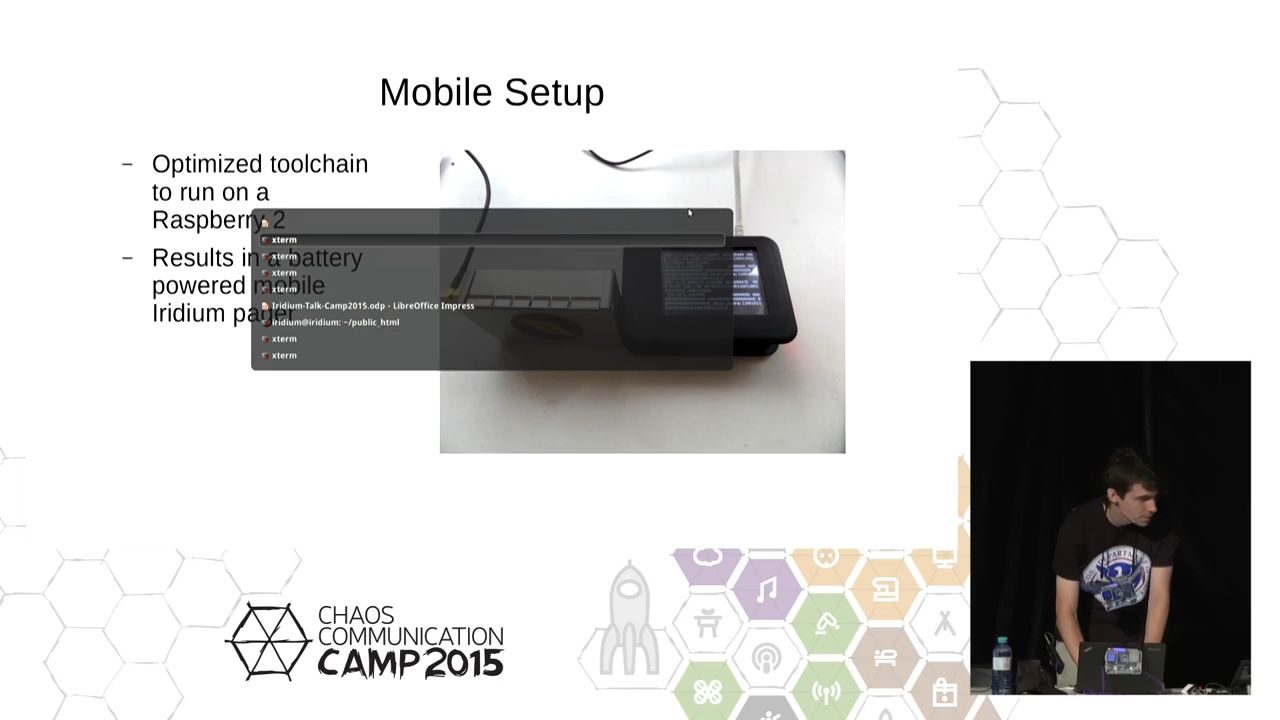 Mobile Setup
– Optimized toolchain
to run on a
Raspberry 2
– Results in a battery
powered mobile
Iridium pager
xterm
xterm
xterm
xterm
Iridium-Talk-Camp2015.odp - LibreOffice Impress
iridium@iridium: ~/public_html
xterm
xterm
CHAOS
COMMUNICATION
CAMP 2015